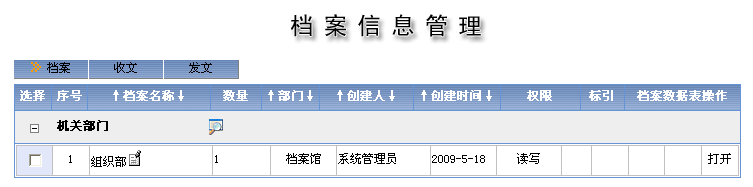 档案信息管理
档案 收文 发文
选择 序号 ↑档案名称↓ 数量 ↑部门↓ ↑创建人↓ ↑创建时间↓ 权限 标引 档案数据表操作
机关部门
1 组织部 1 档案馆 系统管理员 2009-5-18 读写 打开